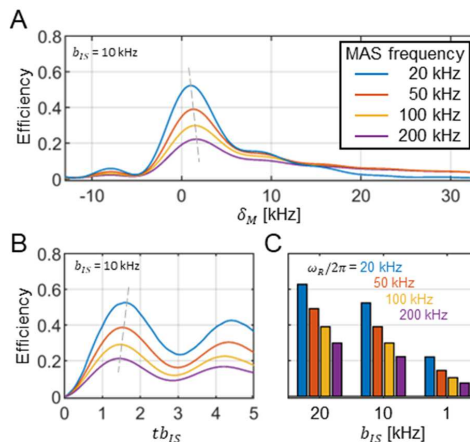 A
b_IS = 10 kHz
MAS frequency
20 kHz
50 kHz
100 kHz
200 kHz
Efficiency
0.8
0.6
0.4
0.2
0
-10 0 10 20 30
δ_M [kHz]
B
b_IS = 10 kHz
Efficiency
0.8
0.6
0.4
0.2
0
0 1 2 3 4 5
tb_IS
C
ω_R/2π = 20 kHz
50 kHz
100 kHz
200 kHz
20 10 1
b_IS [kHz]